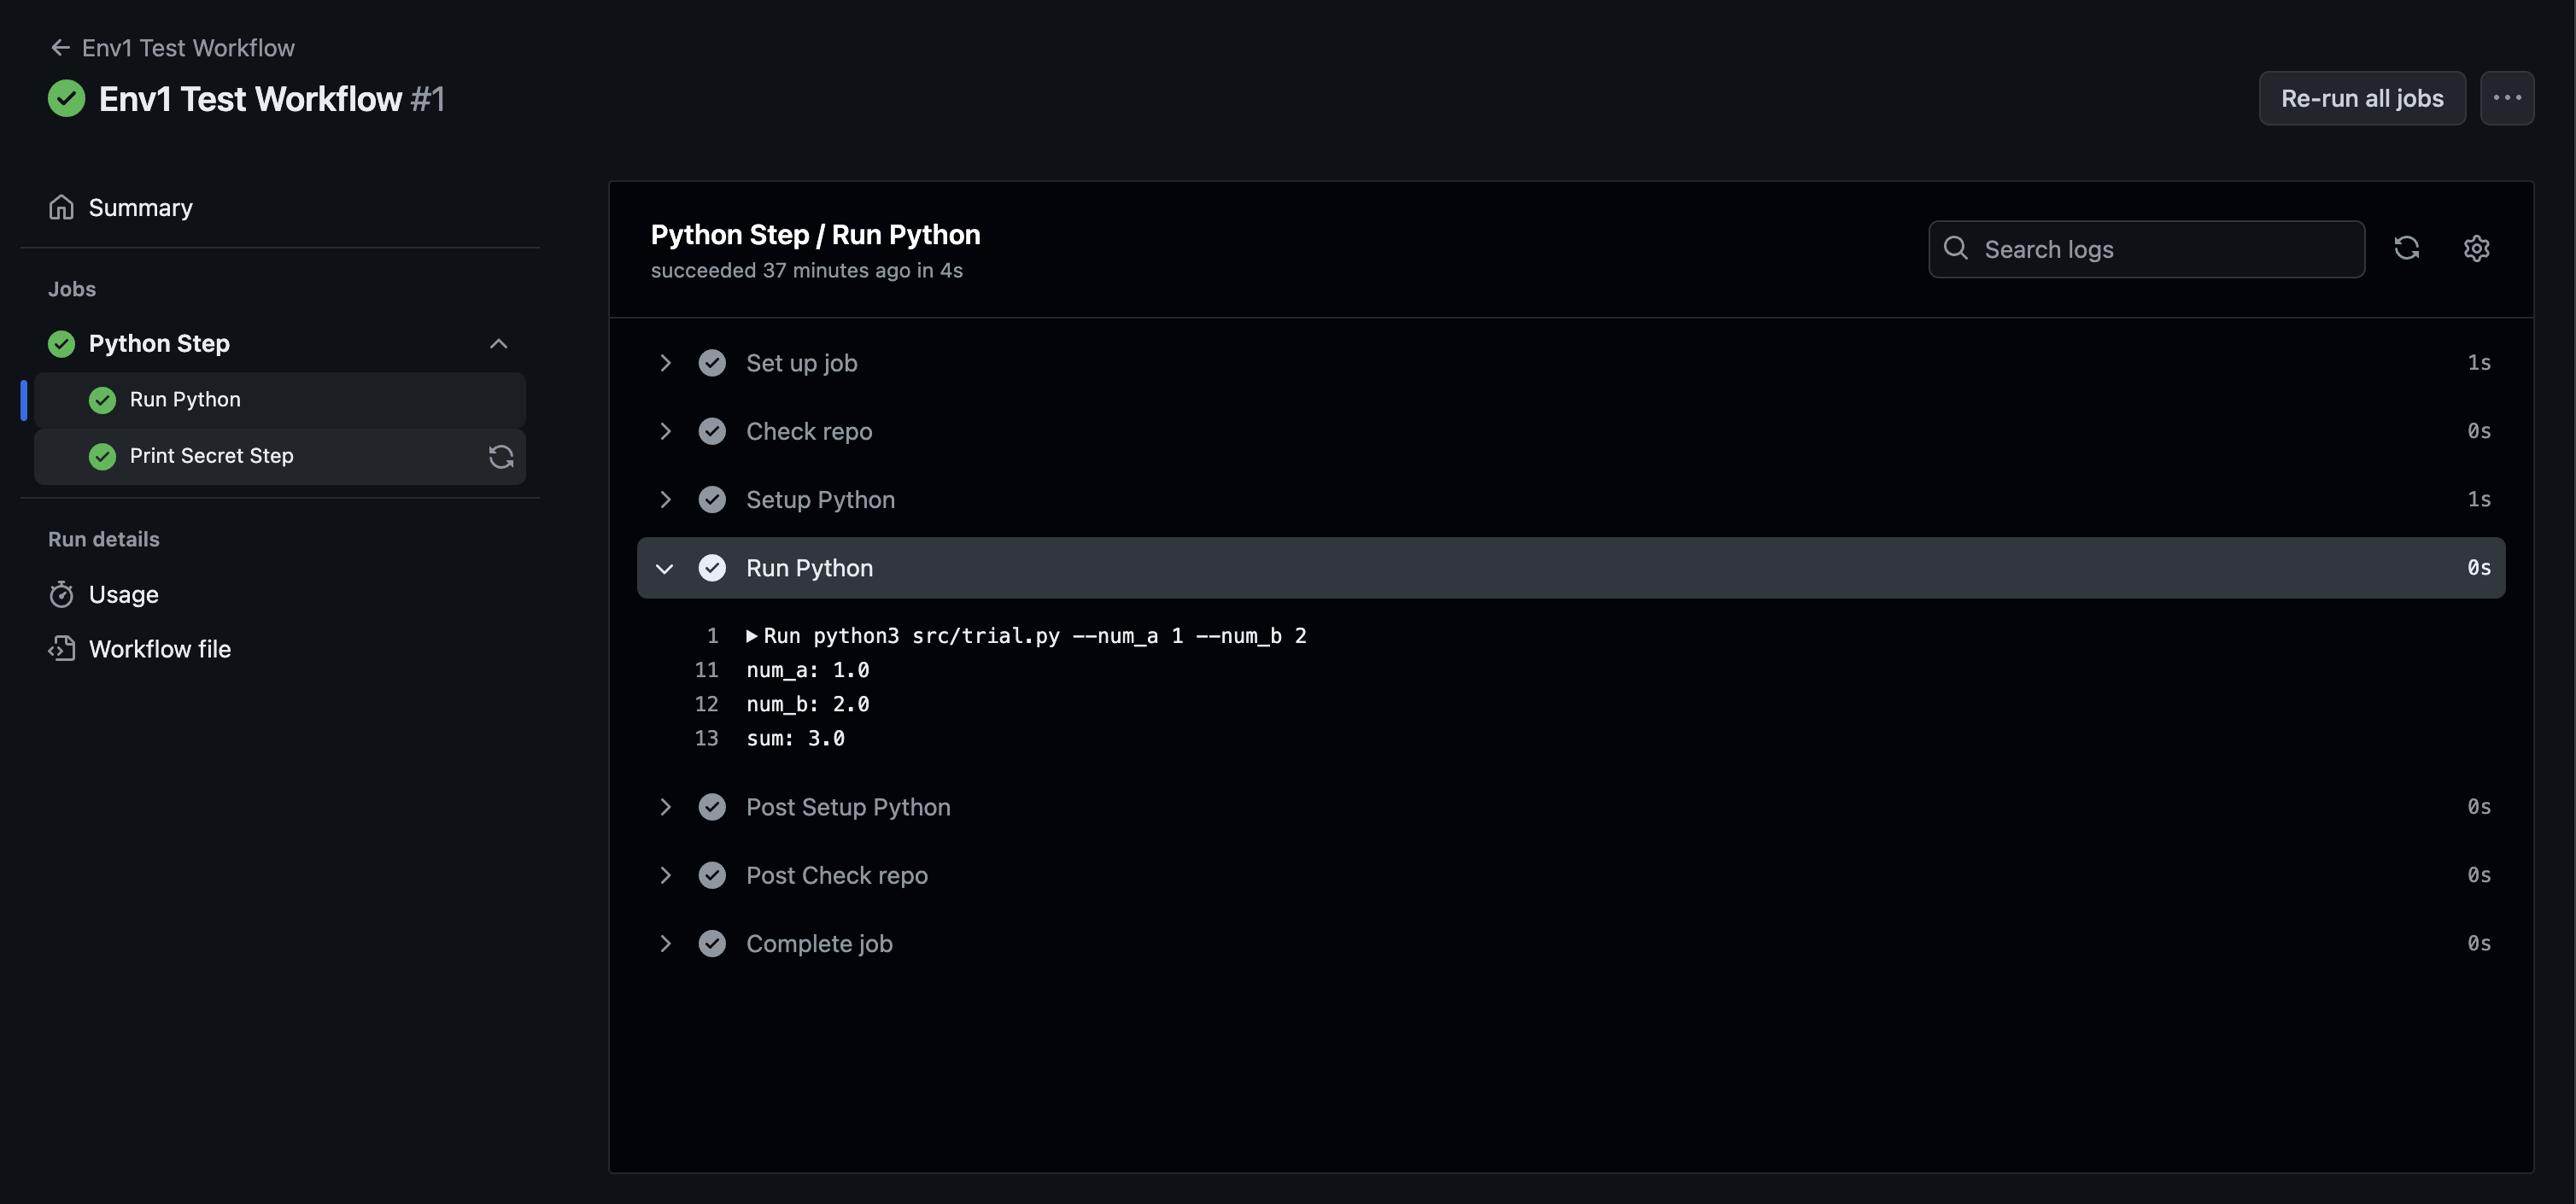 Env1 Test Workflow
Env1 Test Workflow #1
Re-run all jobs
Summary
Jobs
Python Step
Run Python
Print Secret Step
Run details
Usage
Workflow file
Python Step / Run Python
succeeded 37 minutes ago in 4s
Search logs
Set up job 1s
Check repo 0s
Setup Python 1s
Run Python 0s
1 Run python3 src/trial.py --num_a 1 --num_b 2
11 num_a: 1.0
12 num_b: 2.0
13 sum: 3.0
Post Setup Python 0s
Post Check repo 0s
Complete job 0s